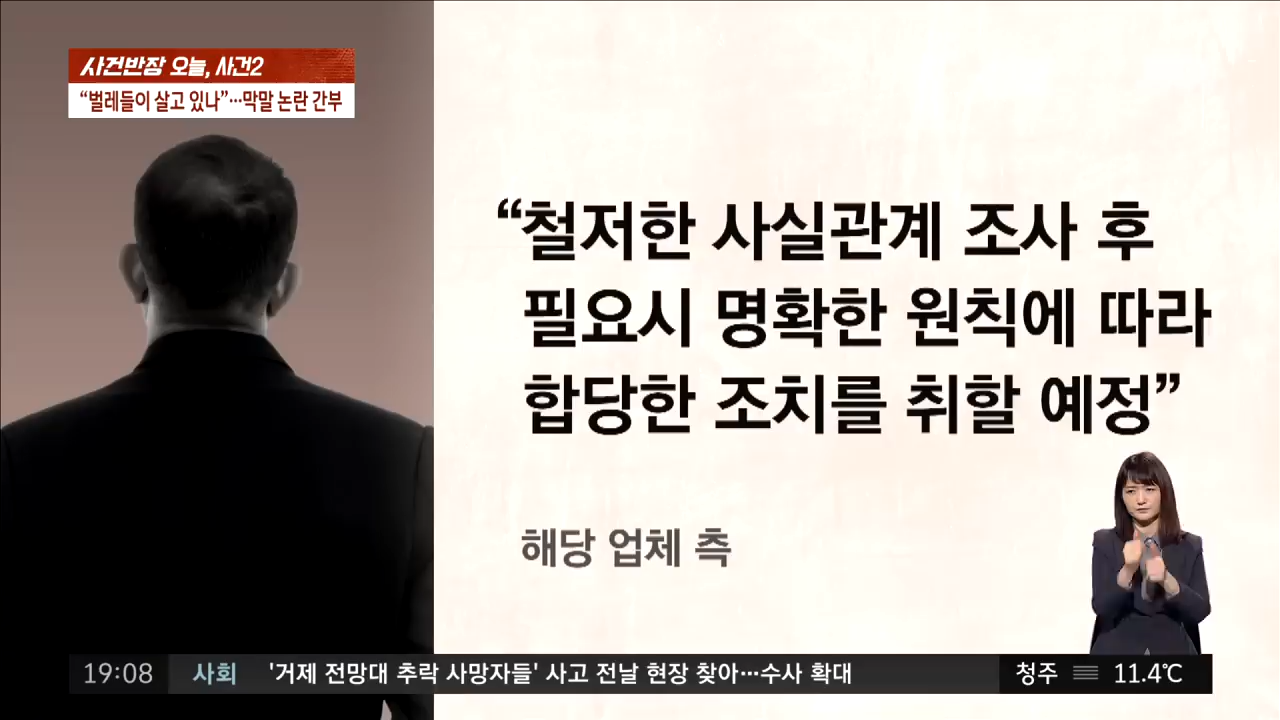 사건반장 오늘, 사건2
“벌레들이 살고 있나”…막말 논란 간부
“철저한 사실관계 조사 후
필요시 명확한 원칙에 따라
합당한 조치를 취할 예정”
해당 업체 측
19:08 사회 '거제 전망대 추락 사망자들' 사고 전날 현장 찾아…수사 확대 청주 11.4℃